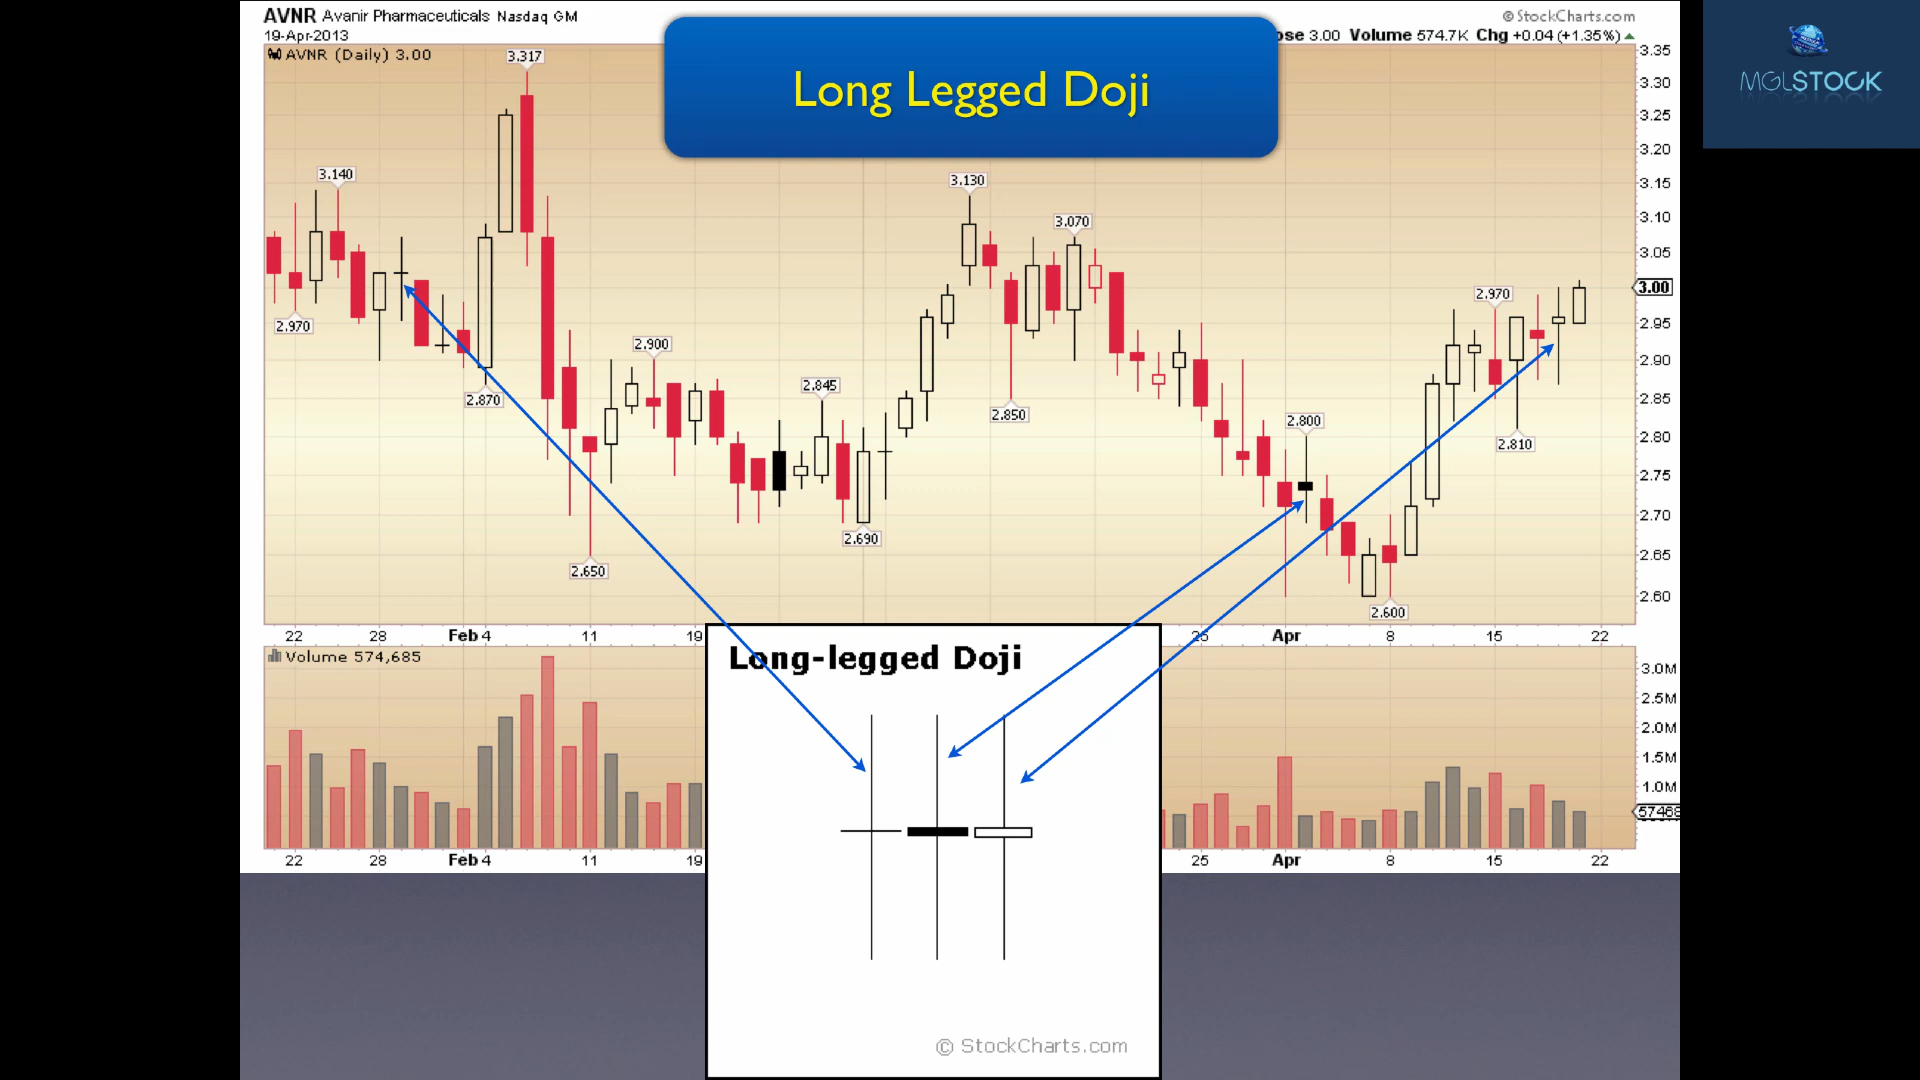 AVNR Avanir Pharmaceuticals Nasdaq GM
© StockCharts.com
19-Apr-2013
3.00 Volume 574.7K Chg +0.04 (+1.35%)
AVNR (Daily) 3.00
Long Legged Doji
MGLSTOCK
3.317
3.140
3.130
3.070
2.970
2.970
2.900
2.870
2.845
2.850
2.800
2.810
2.690
2.650
2.600
3.35
3.30
3.25
3.20
3.15
3.10
3.05
3.00
2.95
2.90
2.85
2.80
2.75
2.70
2.65
2.60
22 28 Feb 4 11 19 25 Apr 8 15 22
Volume 574,685
3.0M
2.5M
2.0M
1.5M
1.0M
22 28 Feb 4 11 19 25 Apr 8 15 22
Long-legged Doji
© StockCharts.com